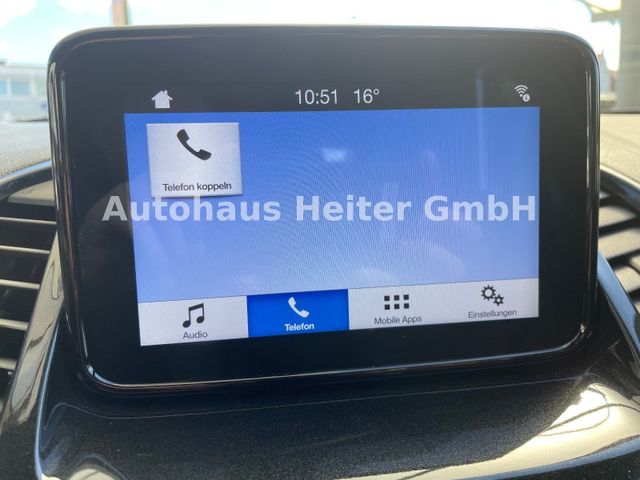 10:51 16°
Telefon koppeln
Autohaus Heiter GmbH
Audio
Telefon
Mobile Apps
Einstellungen